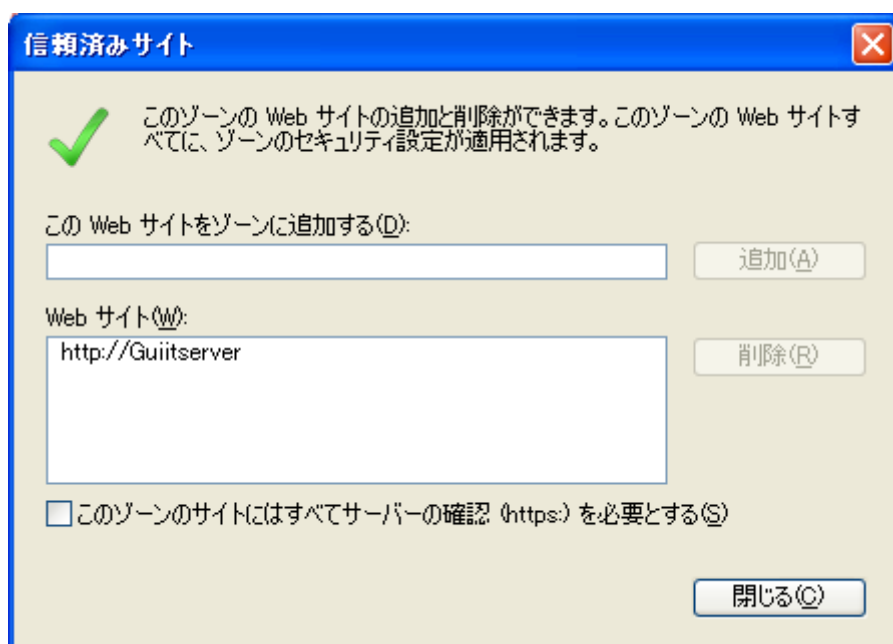 信頼済みサイト
このゾーンの Web サイトの追加と削除ができます。このゾーンの Web サイトす
べてに、ゾーンのセキュリティ設定が適用されます。
この Web サイトをゾーンに追加する(D):
追加(A)
Web サイト(W):
http://Guiitserver
削除(R)
このゾーンのサイトにはすべてサーバーの確認 (https:) を必要とする(S)
閉じる(C)